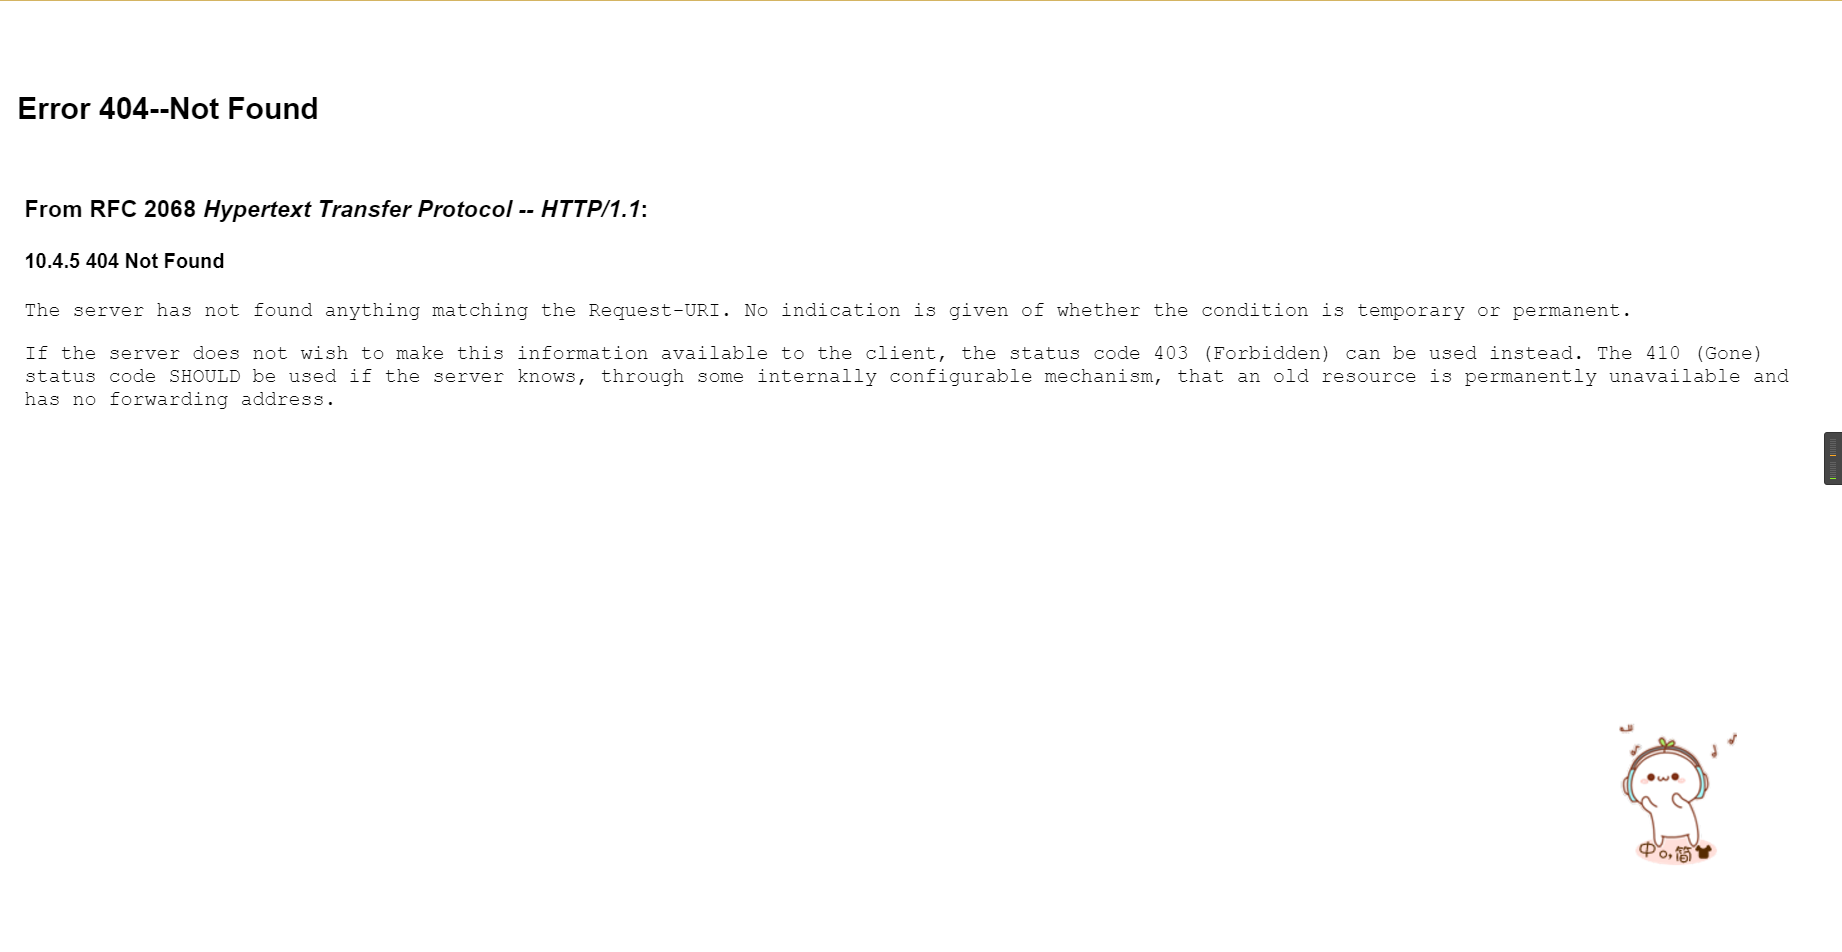 Error 404--Not Found
From RFC 2068 Hypertext Transfer Protocol -- HTTP/1.1:
10.4.5 404 Not Found
The server has not found anything matching the Request-URI. No indication is given of whether the condition is temporary or permanent.
If the server does not wish to make this information available to the client, the status code 403 (Forbidden) can be used instead. The 410 (Gone)
status code SHOULD be used if the server knows, through some internally configurable mechanism, that an old resource is permanently unavailable and
has no forwarding address.
中o,简